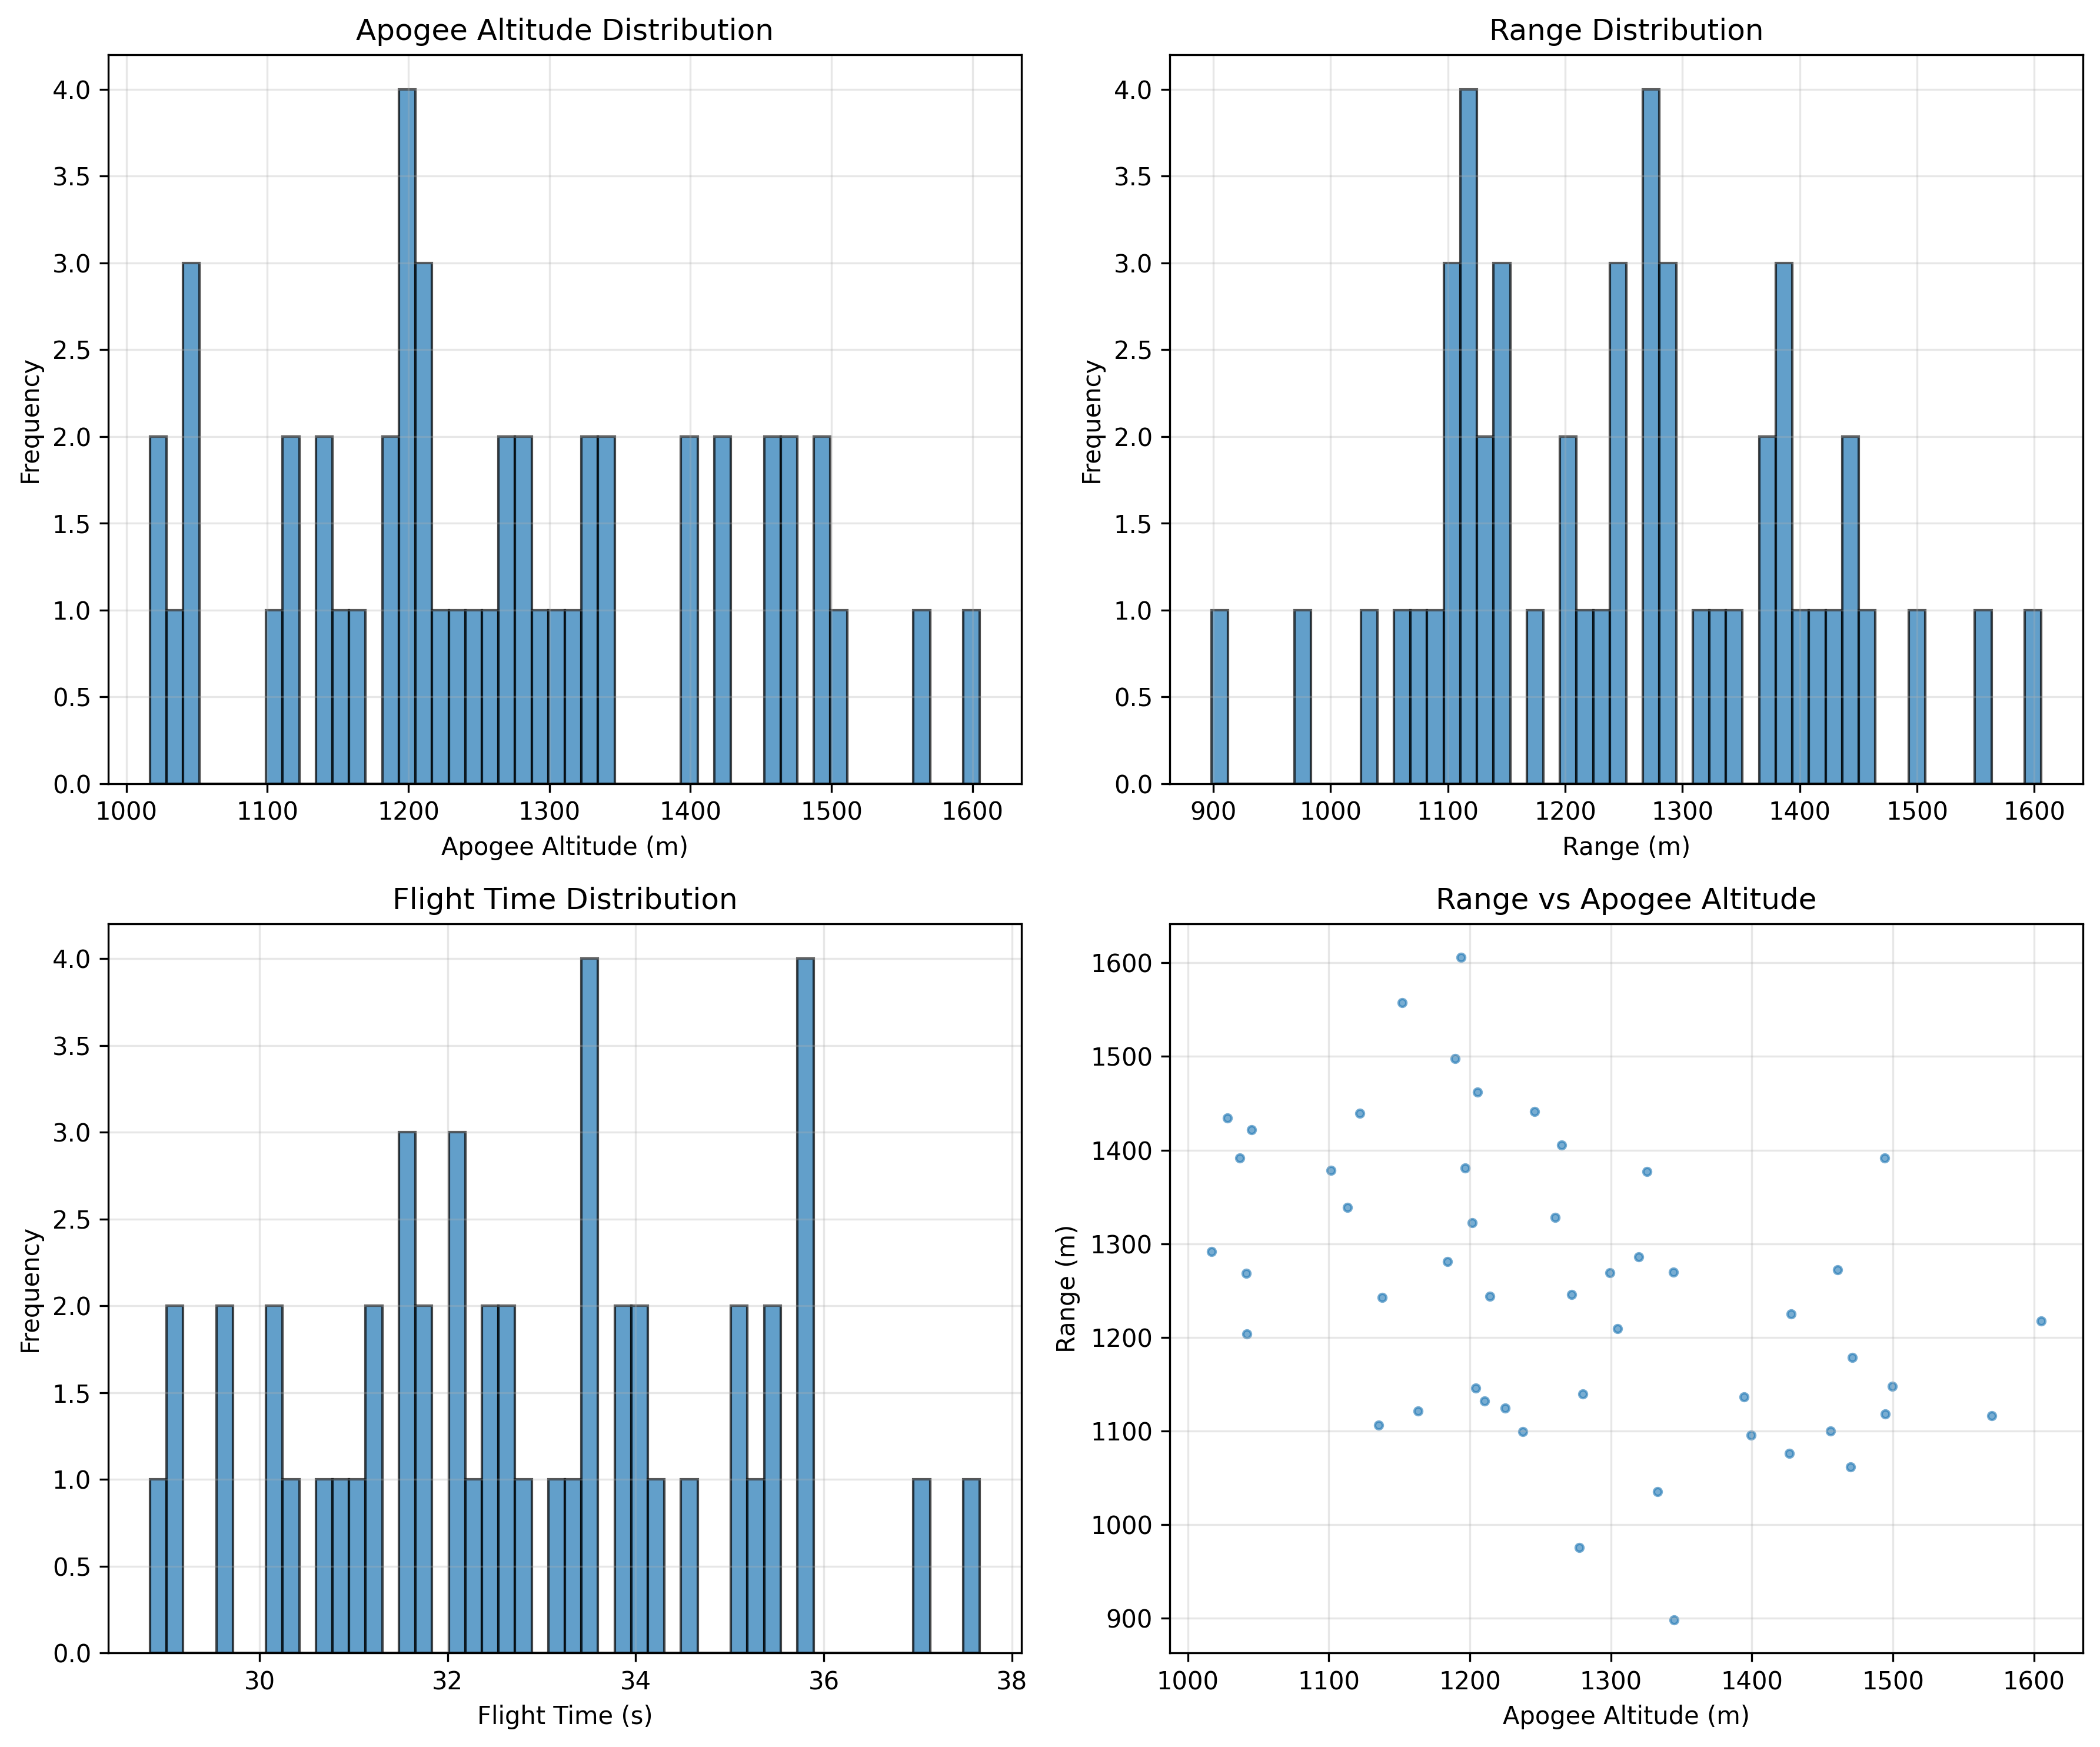 Apogee Altitude Distribution
4.0
3.5
3.0
2.5
2.0
1.5
1.0
0.5
0.0
Frequency
1000 1100 1200 1300 1400 1500 1600
Apogee Altitude (m)
Range Distribution
4.0
3.5
3.0
2.5
2.0
1.5
1.0
0.5
0.0
Frequency
900 1000 1100 1200 1300 1400 1500 1600
Range (m)
Flight Time Distribution
4.0
3.5
3.0
2.5
2.0
1.5
1.0
0.5
0.0
Frequency
30 32 34 36 38
Flight Time (s)
Range vs Apogee Altitude
1600
1500
1400
1300
1200
1100
1000
900
Range (m)
1000 1100 1200 1300 1400 1500 1600
Apogee Altitude (m)